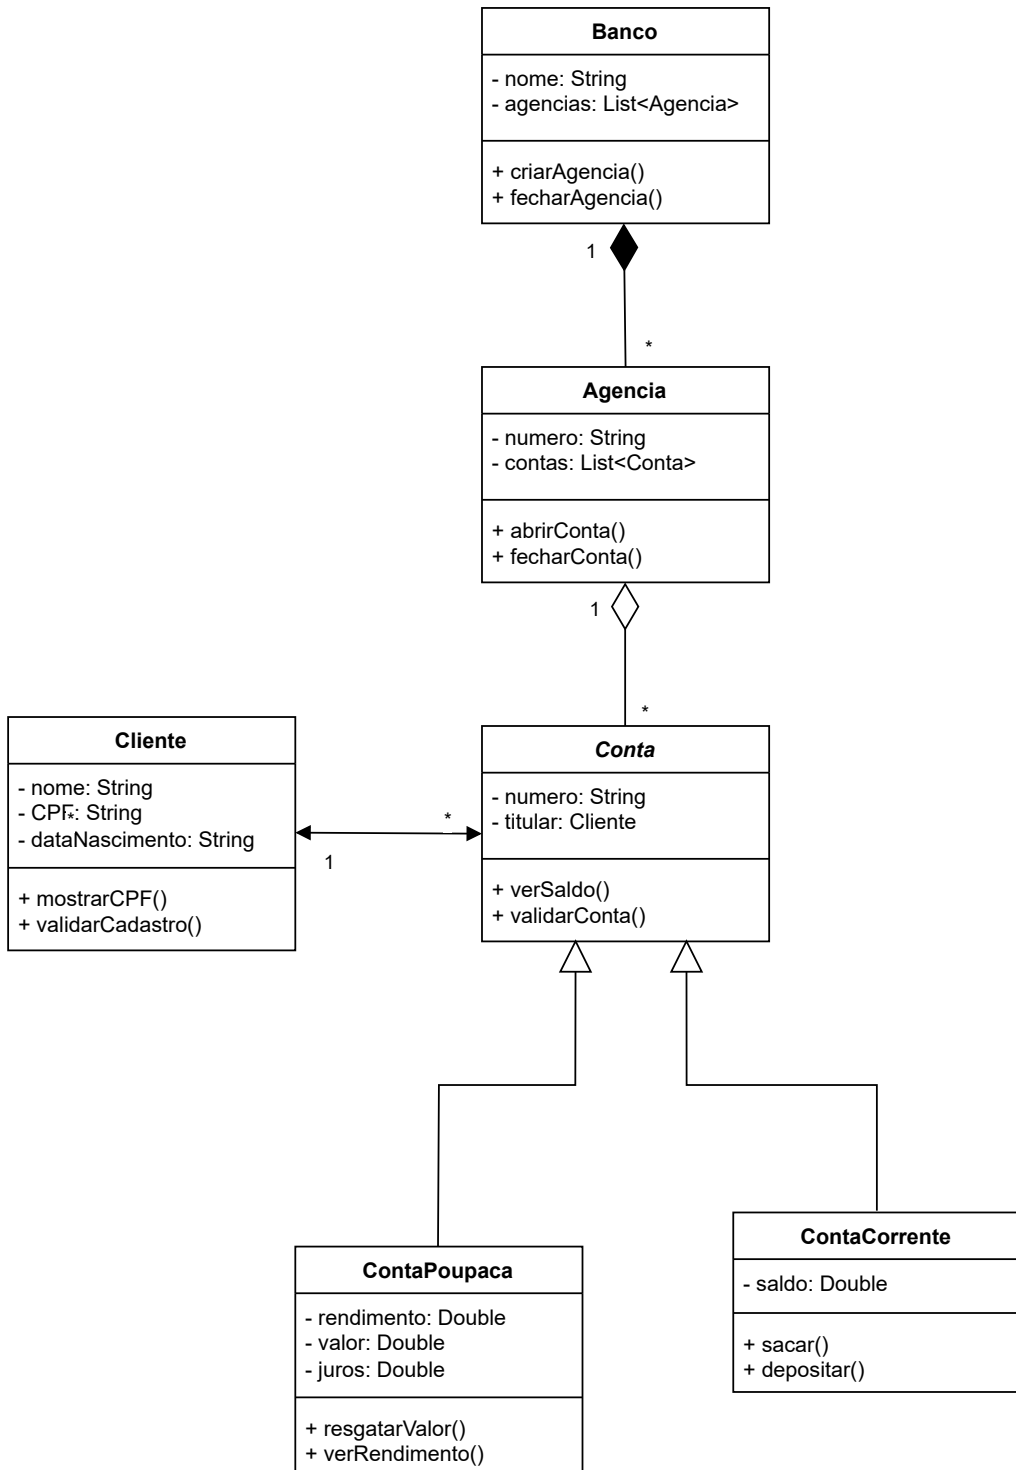 Banco
- nome: String
- agencias: List<Agencia>
+ criarAgencia()
+ fecharAgencia()
1
*
Agencia
- numero: String
- contas: List<Conta>
+ abrirConta()
+ fecharConta()
1
*
Cliente
- nome: String
- CPF: String
*
- dataNascimento: String
+ mostrarCPF()
+ validarCadastro()
*
1
Conta
- numero: String
- titular: Cliente
+ verSaldo()
+ validarConta()
ContaPoupaca
- rendimento: Double
- valor: Double
- juros: Double
+ resgatarValor()
+ verRendimento()
ContaCorrente
- saldo: Double
+ sacar()
+ depositar()